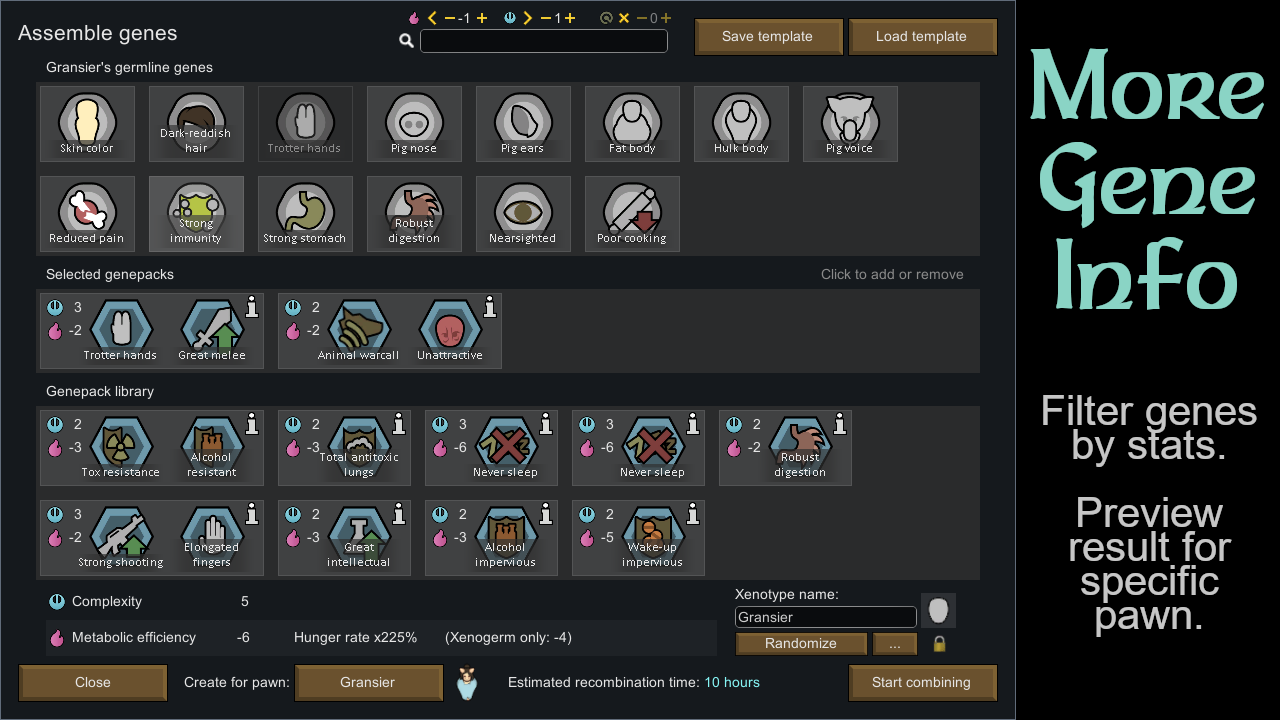 Assemble genes
-1
1
0
Save template
Load template
Gransier's germline genes
Skin color
Dark-reddish
hair
Trotter hands
Pig nose
Pig ears
Fat body
Hulk body
Pig voice
Reduced pain
Strong
immunity
Strong stomach
Robust
digestion
Nearsighted
Poor cooking
Selected genepacks
Click to add or remove
3
-2
Trotter hands
Great melee
2
-2
Animal warcall
Unattractive
Genepack library
2
-3
Tox resistance
Alcohol
resistant
2
-3
Total antitoxic
lungs
3
-6
Never sleep
3
-6
Never sleep
2
-2
Robust
digestion
3
-2
Strong shooting
Elongated
fingers
2
-3
Great
intellectual
2
-3
Alcohol
impervious
2
-5
Wake-up
impervious
Complexity 5
Metabolic efficiency -6 Hunger rate x225% (Xenogerm only: -4)
Xenotype name:
Gransier
Randomize
...
Close
Create for pawn:
Gransier
Estimated recombination time: 10 hours
Start combining
More
Gene
Info
Filter genes
by stats.
Preview
result for
specific
pawn.